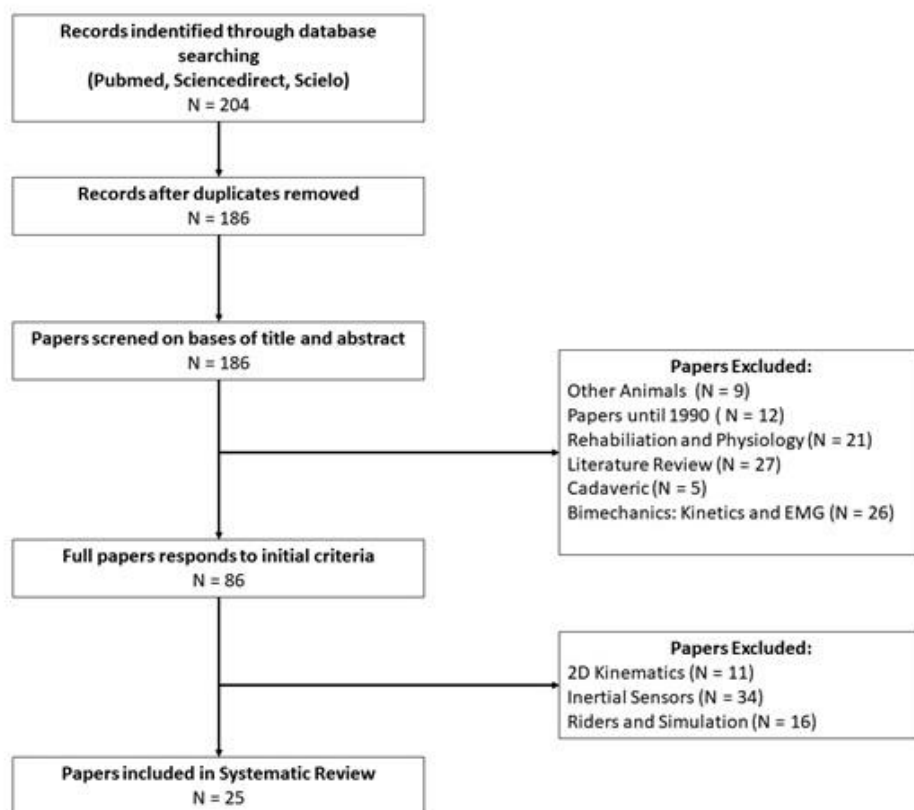 Records indentified through database
searching
(Pubmed, Sciencedirect, Scielo)
N = 204
Records after duplicates removed
N = 186
Papers screned on bases of title and abstract
N = 186
Papers Excluded:
Other Animals (N = 9)
Papers until 1990 ( N = 12)
Rehabiliation and Physiology (N = 21)
Literature Review (N = 27)
Cadaveric (N = 5)
Bimechanics: Kinetics and EMG (N = 26)
Full papers responds to initial criteria
N = 86
Papers Excluded:
2D Kinematics (N = 11)
Inertial Sensors (N = 34)
Riders and Simulation (N = 16)
Papers included in Systematic Review
N = 25